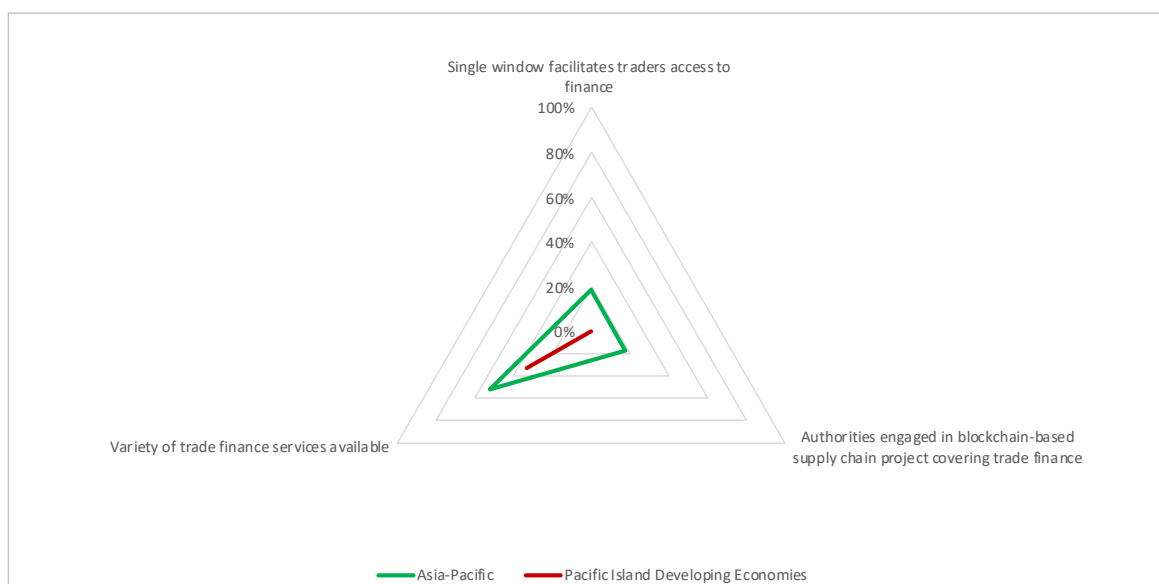 Single window facilitates traders access to
finance
100%
80%
60%
40%
20%
0%
Variety of trade finance services available
Authorities engaged in blockchain-based
supply chain project covering trade finance
Asia-Pacific
Pacific Island Developing Economies